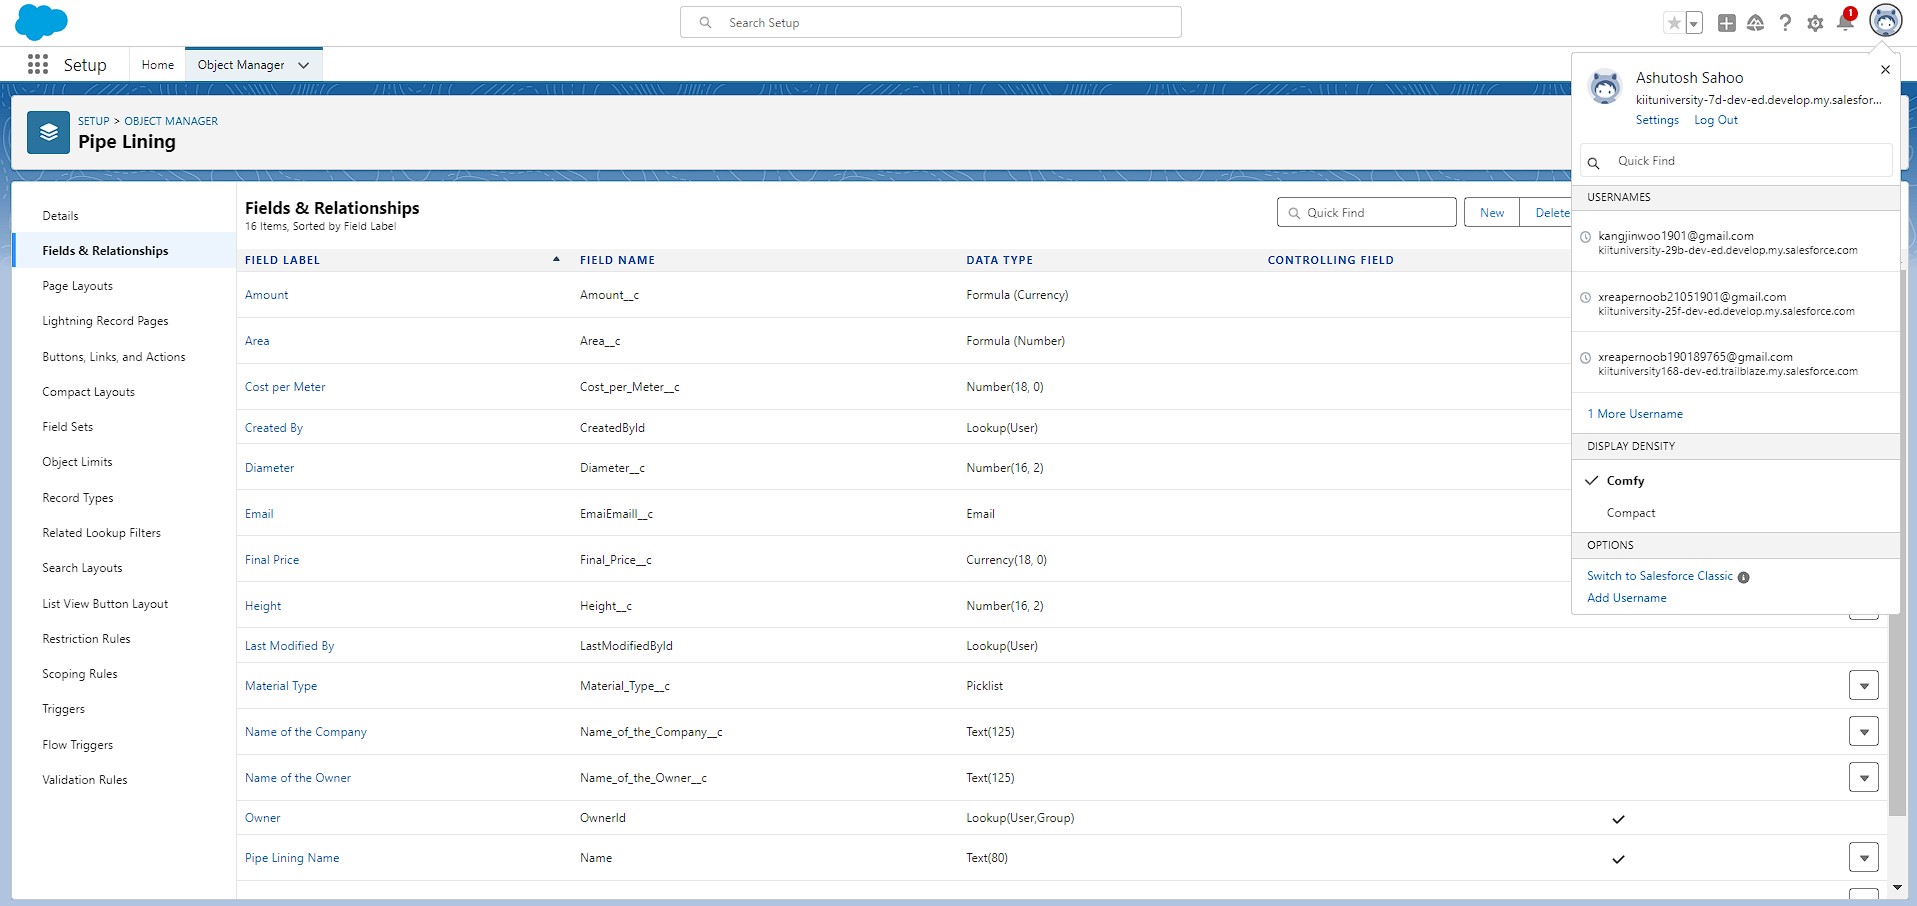 Search Setup
1
Setup
Home
Object Manager
SETUP > OBJECT MANAGER
Pipe Lining
Details
Fields & Relationships
Page Layouts
Lightning Record Pages
Buttons, Links, and Actions
Compact Layouts
Field Sets
Object Limits
Record Types
Related Lookup Filters
Search Layouts
List View Button Layout
Restriction Rules
Scoping Rules
Triggers
Flow Triggers
Validation Rules
Fields & Relationships
16 Items, Sorted by Field Label
Quick Find
New
Delete
FIELD LABEL FIELD NAME DATA TYPE CONTROLLING FIELD
Amount Amount__c Formula (Currency)
Area Area__c Formula (Number)
Cost per Meter Cost_per_Meter__c Number(18, 0)
Created By CreatedById Lookup(User)
Diameter Diameter__c Number(16, 2)
Email EmaiEmaill__c Email
Final Price Final_Price__c Currency(18, 0)
Height Height__c Number(16, 2)
Last Modified By LastModifiedById Lookup(User)
Material Type Material_Type__c Picklist
Name of the Company Name_of_the_Company__c Text(125)
Name of the Owner Name_of_the_Owner__c Text(125)
Owner OwnerId Lookup(User,Group)
Pipe Lining Name Name Text(80)
Ashutosh Sahoo
kiituniversity-7d-dev-ed.develop.my.salesfor...
Settings Log Out
Quick Find
USERNAMES
kangjinwoo1901@gmail.com
kiituniversity-29b-dev-ed.develop.my.salesforce.com
xreapernoob21051901@gmail.com
kiituniversity-25f-dev-ed.develop.my.salesforce.com
xreapernoob190189765@gmail.com
kiituniversity168-dev-ed.trailblaze.my.salesforce.com
1 More Username
DISPLAY DENSITY
Comfy
Compact
OPTIONS
Switch to Salesforce Classic
Add Username